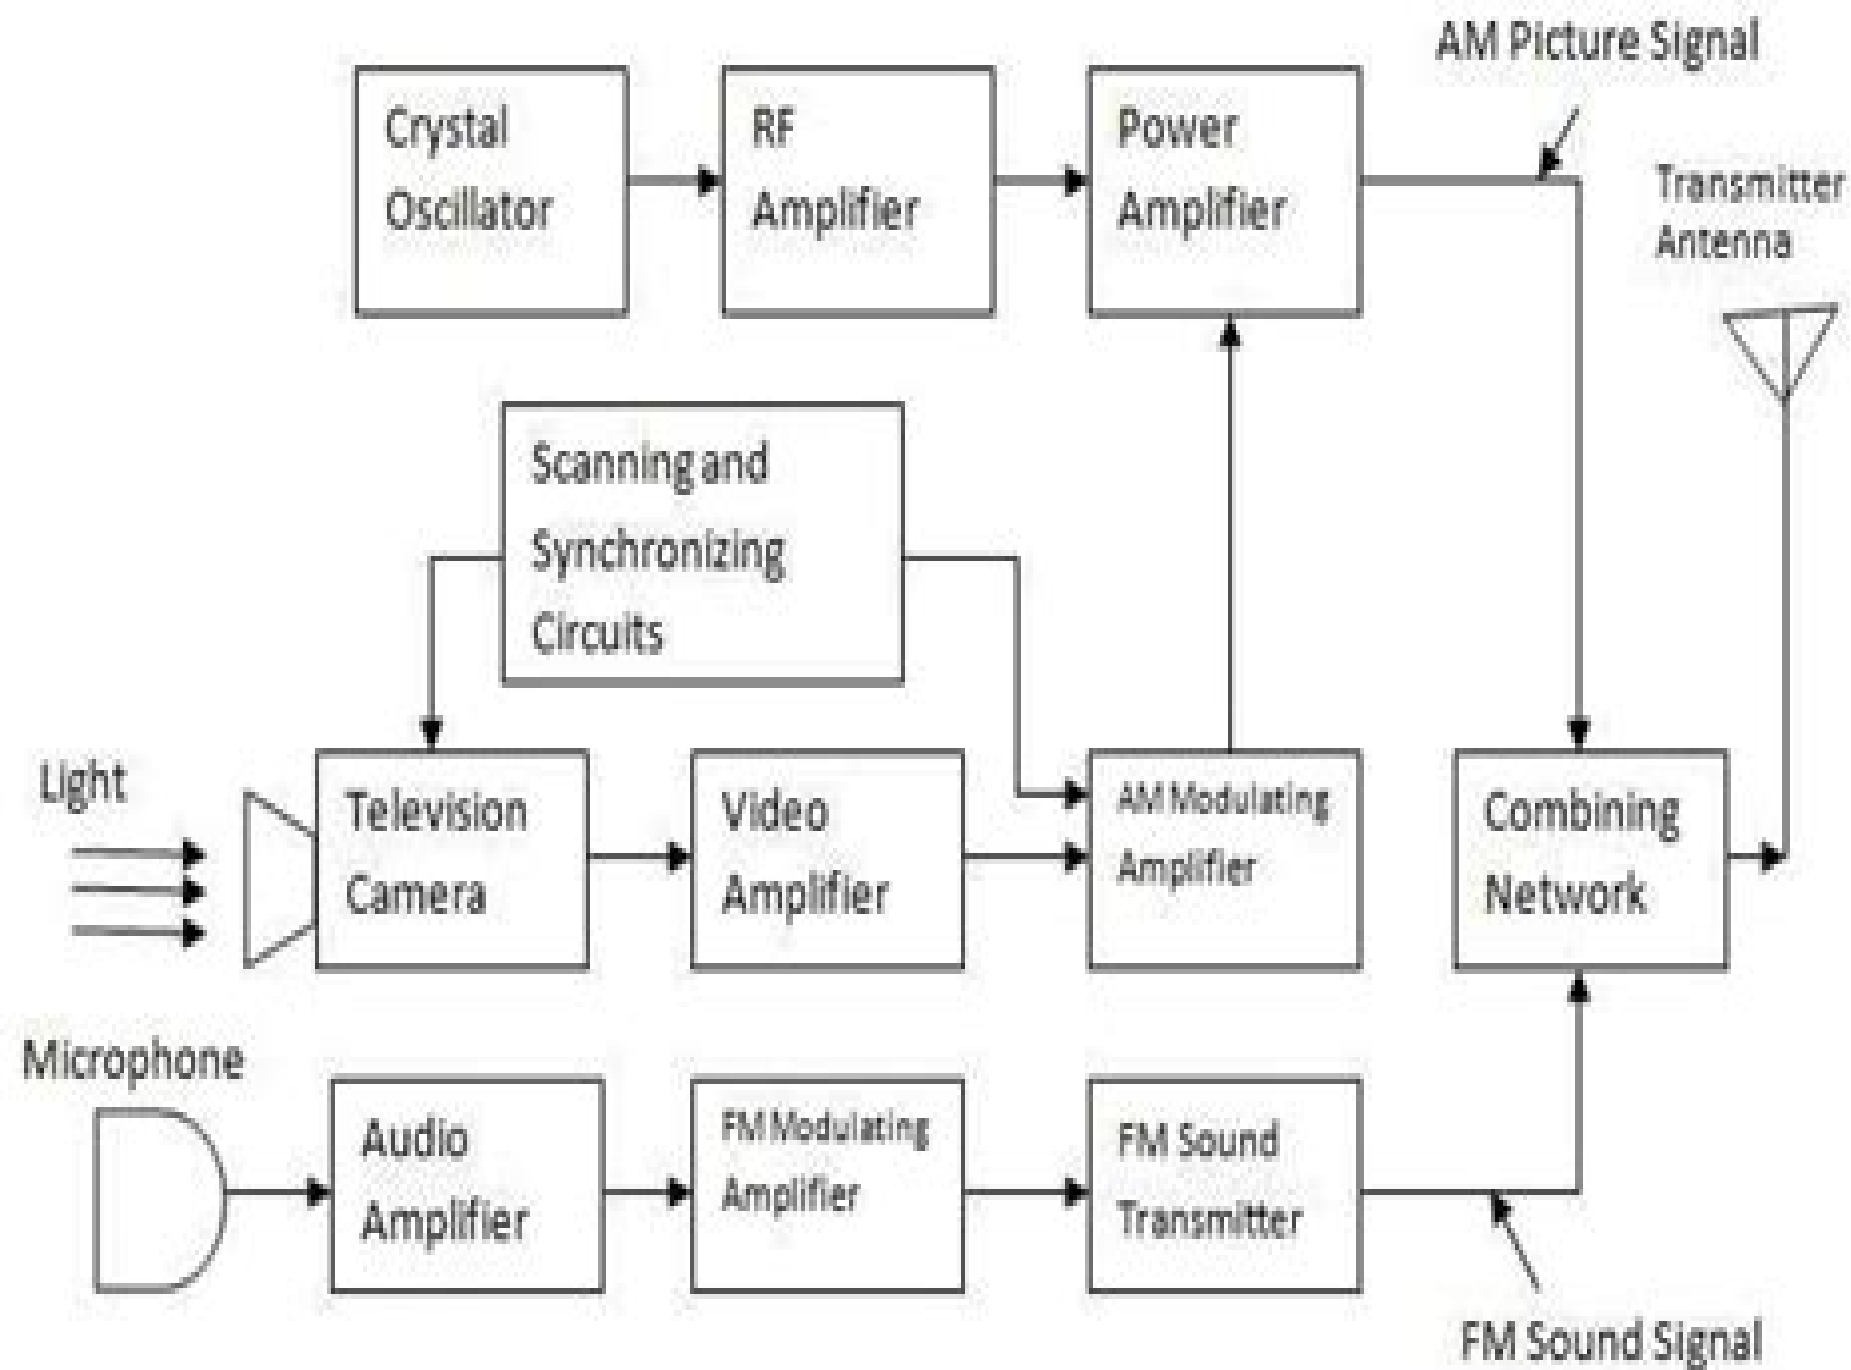 AM Picture Signal
Crystal
Oscillator
RF
Amplifier
Power
Amplifier
Transmitter
Antenna
Scanning and
Synchronizing
Circuits
Light
Television
Camera
Video
Amplifier
AM Modulating
Amplifier
Combining
Network
Microphone
Audio
Amplifier
FM Modulating
Amplifier
FM Sound
Transmitter
FM Sound Signal